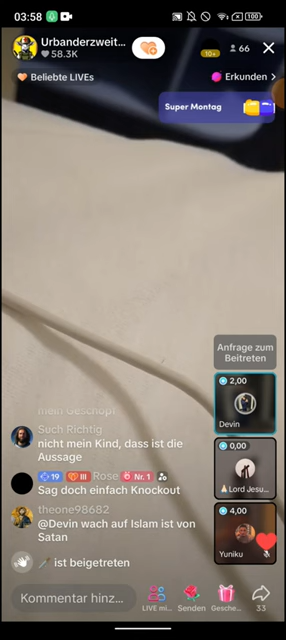 03:58
100
Urbanderzweit...
58.3K
10+
66
Beliebte LIVEs
Erkunden >
Super Montag
Anfrage zum
Beitreten
2,00
Devin
0,00
Lord Jesu...
4,00
Yuniku
mein Geschöpf
Such Richtig
nicht mein Kind, dass ist die
Aussage
19 III Rose Nr. 1
Sag doch einfach Knockout
theone98682
@Devin wach auf Islam ist von
Satan
ist beigetreten
Kommentar hinz...
LIVE mi...
Senden
Gesche...
33